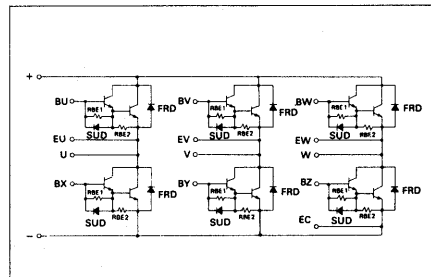 +
BU RBE1 FRD BV RBE1 FRD BW RBE1 FRD
EU SUD RBE2 EV SUD RBE2 EW SUD RBE2
U V W
BX RBE1 FRD BY RBE1 FRD BZ RBE1 FRD
SUD RBE2 SUD RBE2 EC SUD RBE2
−